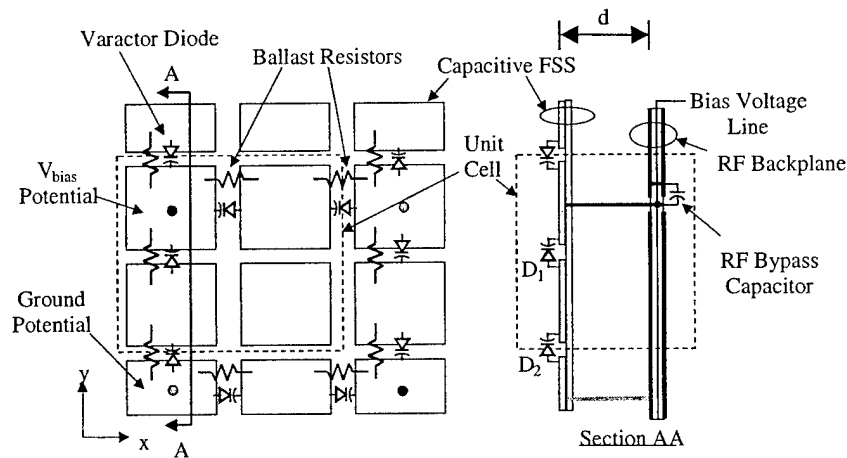 Varactor Diode
A
Ballast Resistors
Capacitive FSS
d
Bias Voltage
Line
RF Backplane
Unit
Cell
V_bias
Potential
D₁
RF Bypass
Capacitor
Ground
Potential
D₂
y
x
A
Section AA